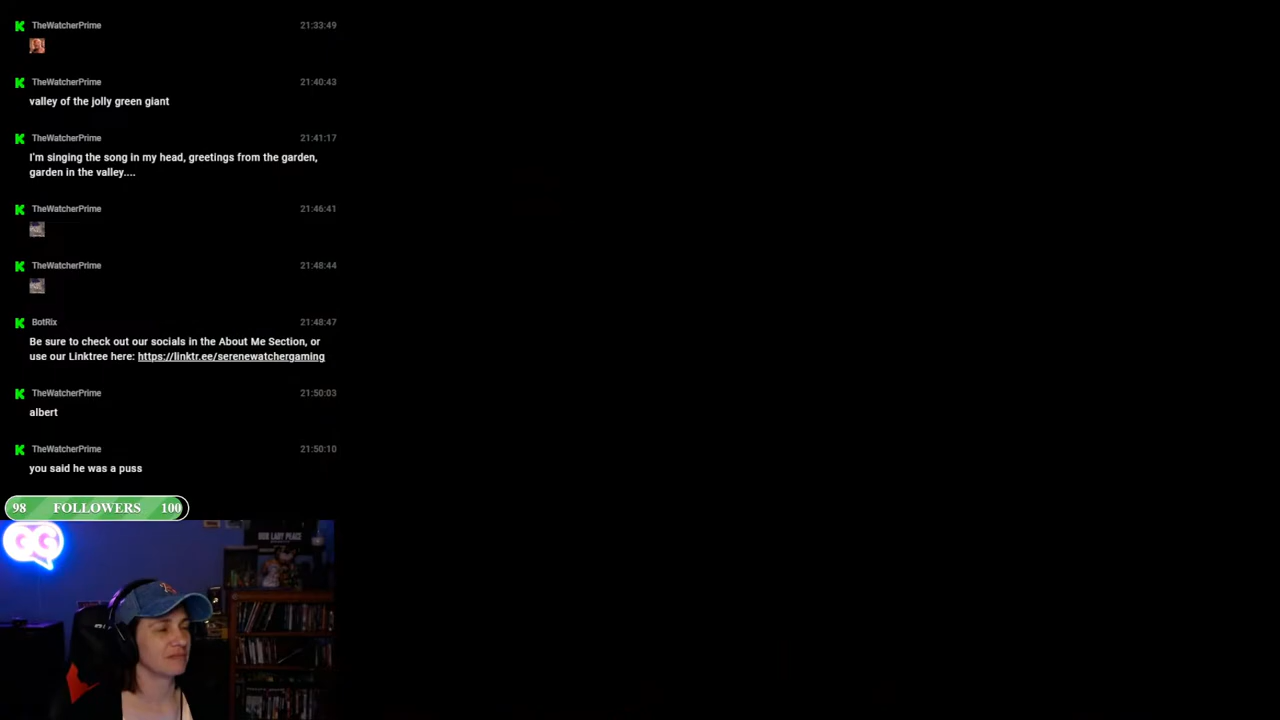 TheWatcherPrime 21:33:49
TheWatcherPrime 21:40:43
valley of the jolly green giant
TheWatcherPrime 21:41:17
I'm singing the song in my head, greetings from the garden,
garden in the valley....
TheWatcherPrime 21:46:41
TheWatcherPrime 21:48:44
BotRix 21:48:47
Be sure to check out our socials in the About Me Section, or
use our Linktree here: https://linktr.ee/serenewatchergaming
TheWatcherPrime 21:50:03
albert
TheWatcherPrime 21:50:10
you said he was a puss
98 FOLLOWERS 100
GG
OUR LADY PEACE